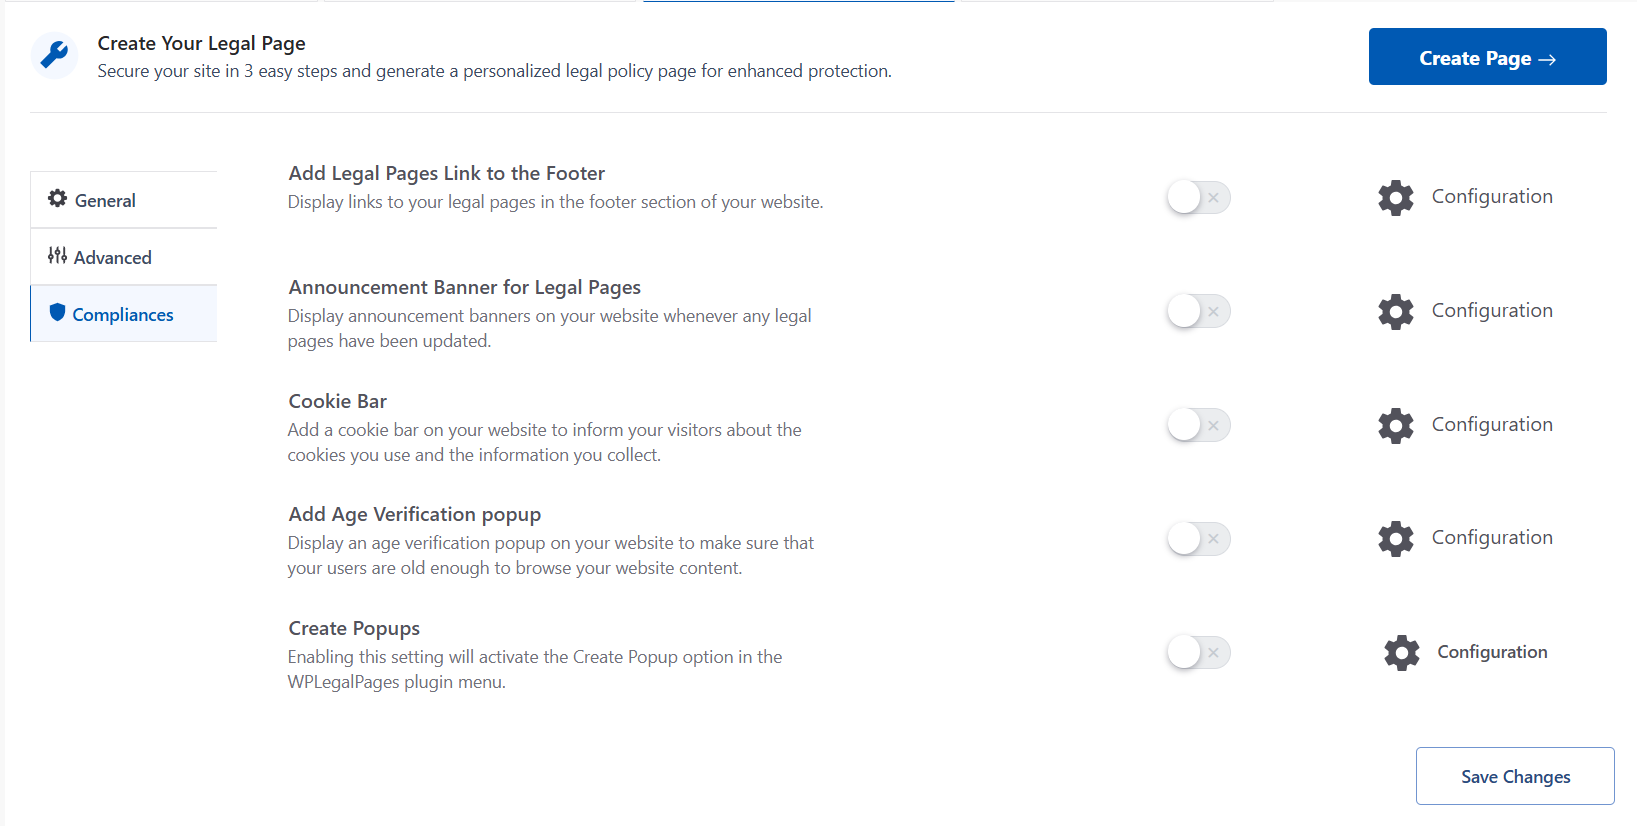 Create Your Legal Page
Secure your site in 3 easy steps and generate a personalized legal policy page for enhanced protection.
Create Page →
General
Advanced
Compliances
Add Legal Pages Link to the Footer
Display links to your legal pages in the footer section of your website.
Configuration
Announcement Banner for Legal Pages
Display announcement banners on your website whenever any legal
pages have been updated.
Configuration
Cookie Bar
Add a cookie bar on your website to inform your visitors about the
cookies you use and the information you collect.
Configuration
Add Age Verification popup
Display an age verification popup on your website to make sure that
your users are old enough to browse your website content.
Configuration
Create Popups
Enabling this setting will activate the Create Popup option in the
WPLegalPages plugin menu.
Configuration
Save Changes